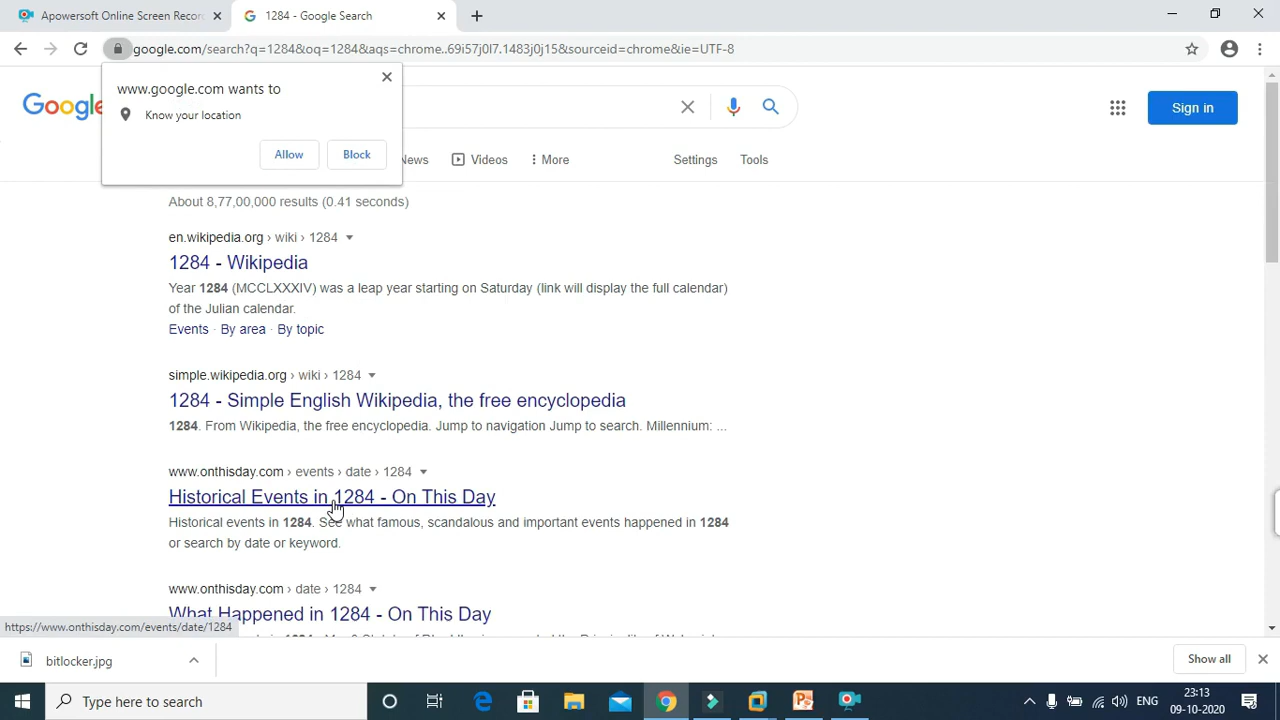 Apowersoft Online Screen Recor
1284 - Google Search
google.com/search?q=1284&oq=1284&aqs=chrome..69i57j0l7.1483j0j15&sourceid=chrome&ie=UTF-8
www.google.com wants to
Know your location
Allow Block
Google
Sign in
News Videos More Settings Tools
About 8,77,00,000 results (0.41 seconds)
en.wikipedia.org › wiki › 1284
1284 - Wikipedia
Year 1284 (MCCLXXXIV) was a leap year starting on Saturday (link will display the full calendar)
of the Julian calendar.
Events · By area · By topic
simple.wikipedia.org › wiki › 1284
1284 - Simple English Wikipedia, the free encyclopedia
1284. From Wikipedia, the free encyclopedia. Jump to navigation Jump to search. Millennium: ...
www.onthisday.com › events › date › 1284
Historical Events in 1284 - On This Day
Historical events in 1284. See what famous, scandalous and important events happened in 1284
or search by date or keyword.
www.onthisday.com › date › 1284
What Happened in 1284 - On This Day
https://www.onthisday.com/events/date/1284
bitlocker.jpg
Show all
Type here to search
ENG
23:13
09-10-2020